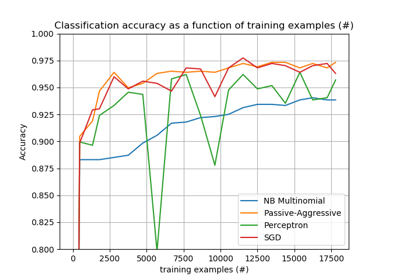 Classification accuracy as a function of training examples (#)
1.000
0.975
0.950
0.925
0.900
0.875
0.850
0.825
0.800
Accuracy
0 2500 5000 7500 10000 12500 15000 17500
training examples (#)
NB Multinomial
Passive-Aggressive
Perceptron
SGD